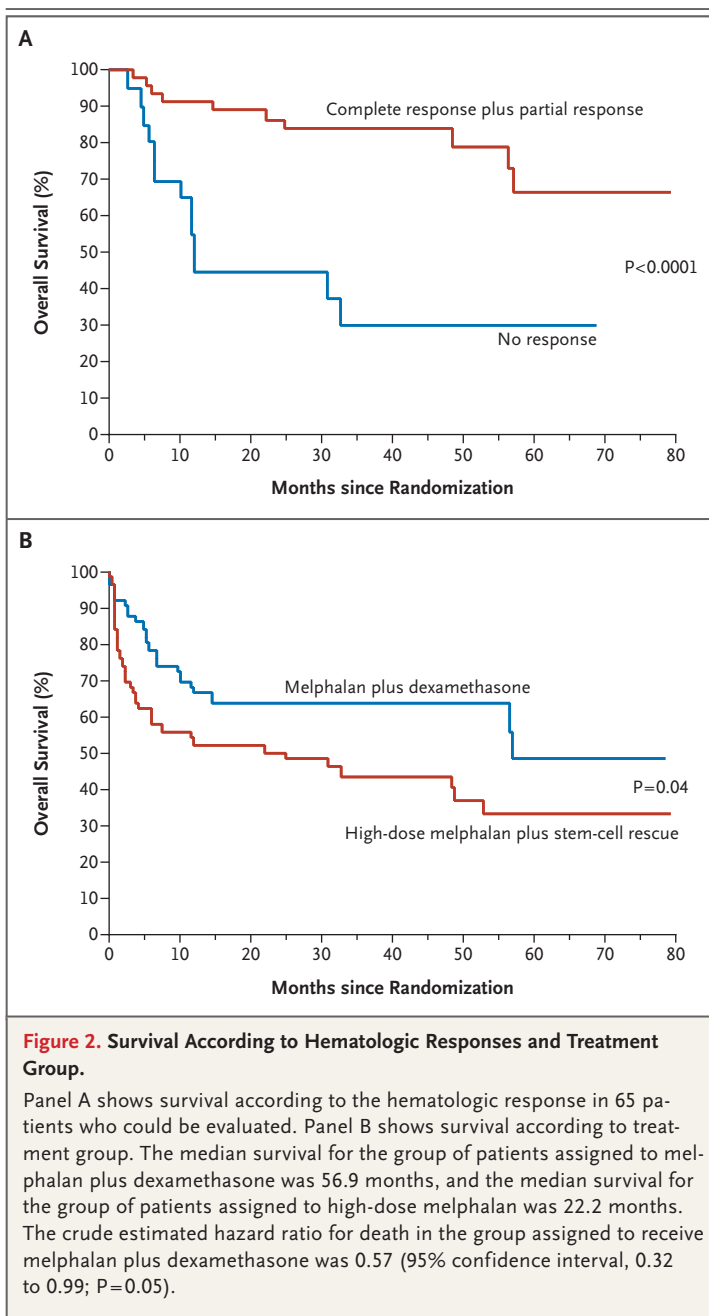 A
100
90
80
70
60
50
40
30
20
10
0
Overall Survival (%)
Complete response plus partial response
P<0.0001
No response
0 10 20 30 40 50 60 70 80
Months since Randomization
B
100
90
80
70
60
50
40
30
20
10
0
Overall Survival (%)
Melphalan plus dexamethasone
P=0.04
High-dose melphalan plus stem-cell rescue
0 10 20 30 40 50 60 70 80
Months since Randomization
Figure 2. Survival According to Hematologic Responses and Treatment
Group.
Panel A shows survival according to the hematologic response in 65 pa-
tients who could be evaluated. Panel B shows survival according to treat-
ment group. The median survival for the group of patients assigned to mel-
phalan plus dexamethasone was 56.9 months, and the median survival for
the group of patients assigned to high-dose melphalan was 22.2 months.
The crude estimated hazard ratio for death in the group assigned to receive
melphalan plus dexamethasone was 0.57 (95% confidence interval, 0.32
to 0.99; P=0.05).